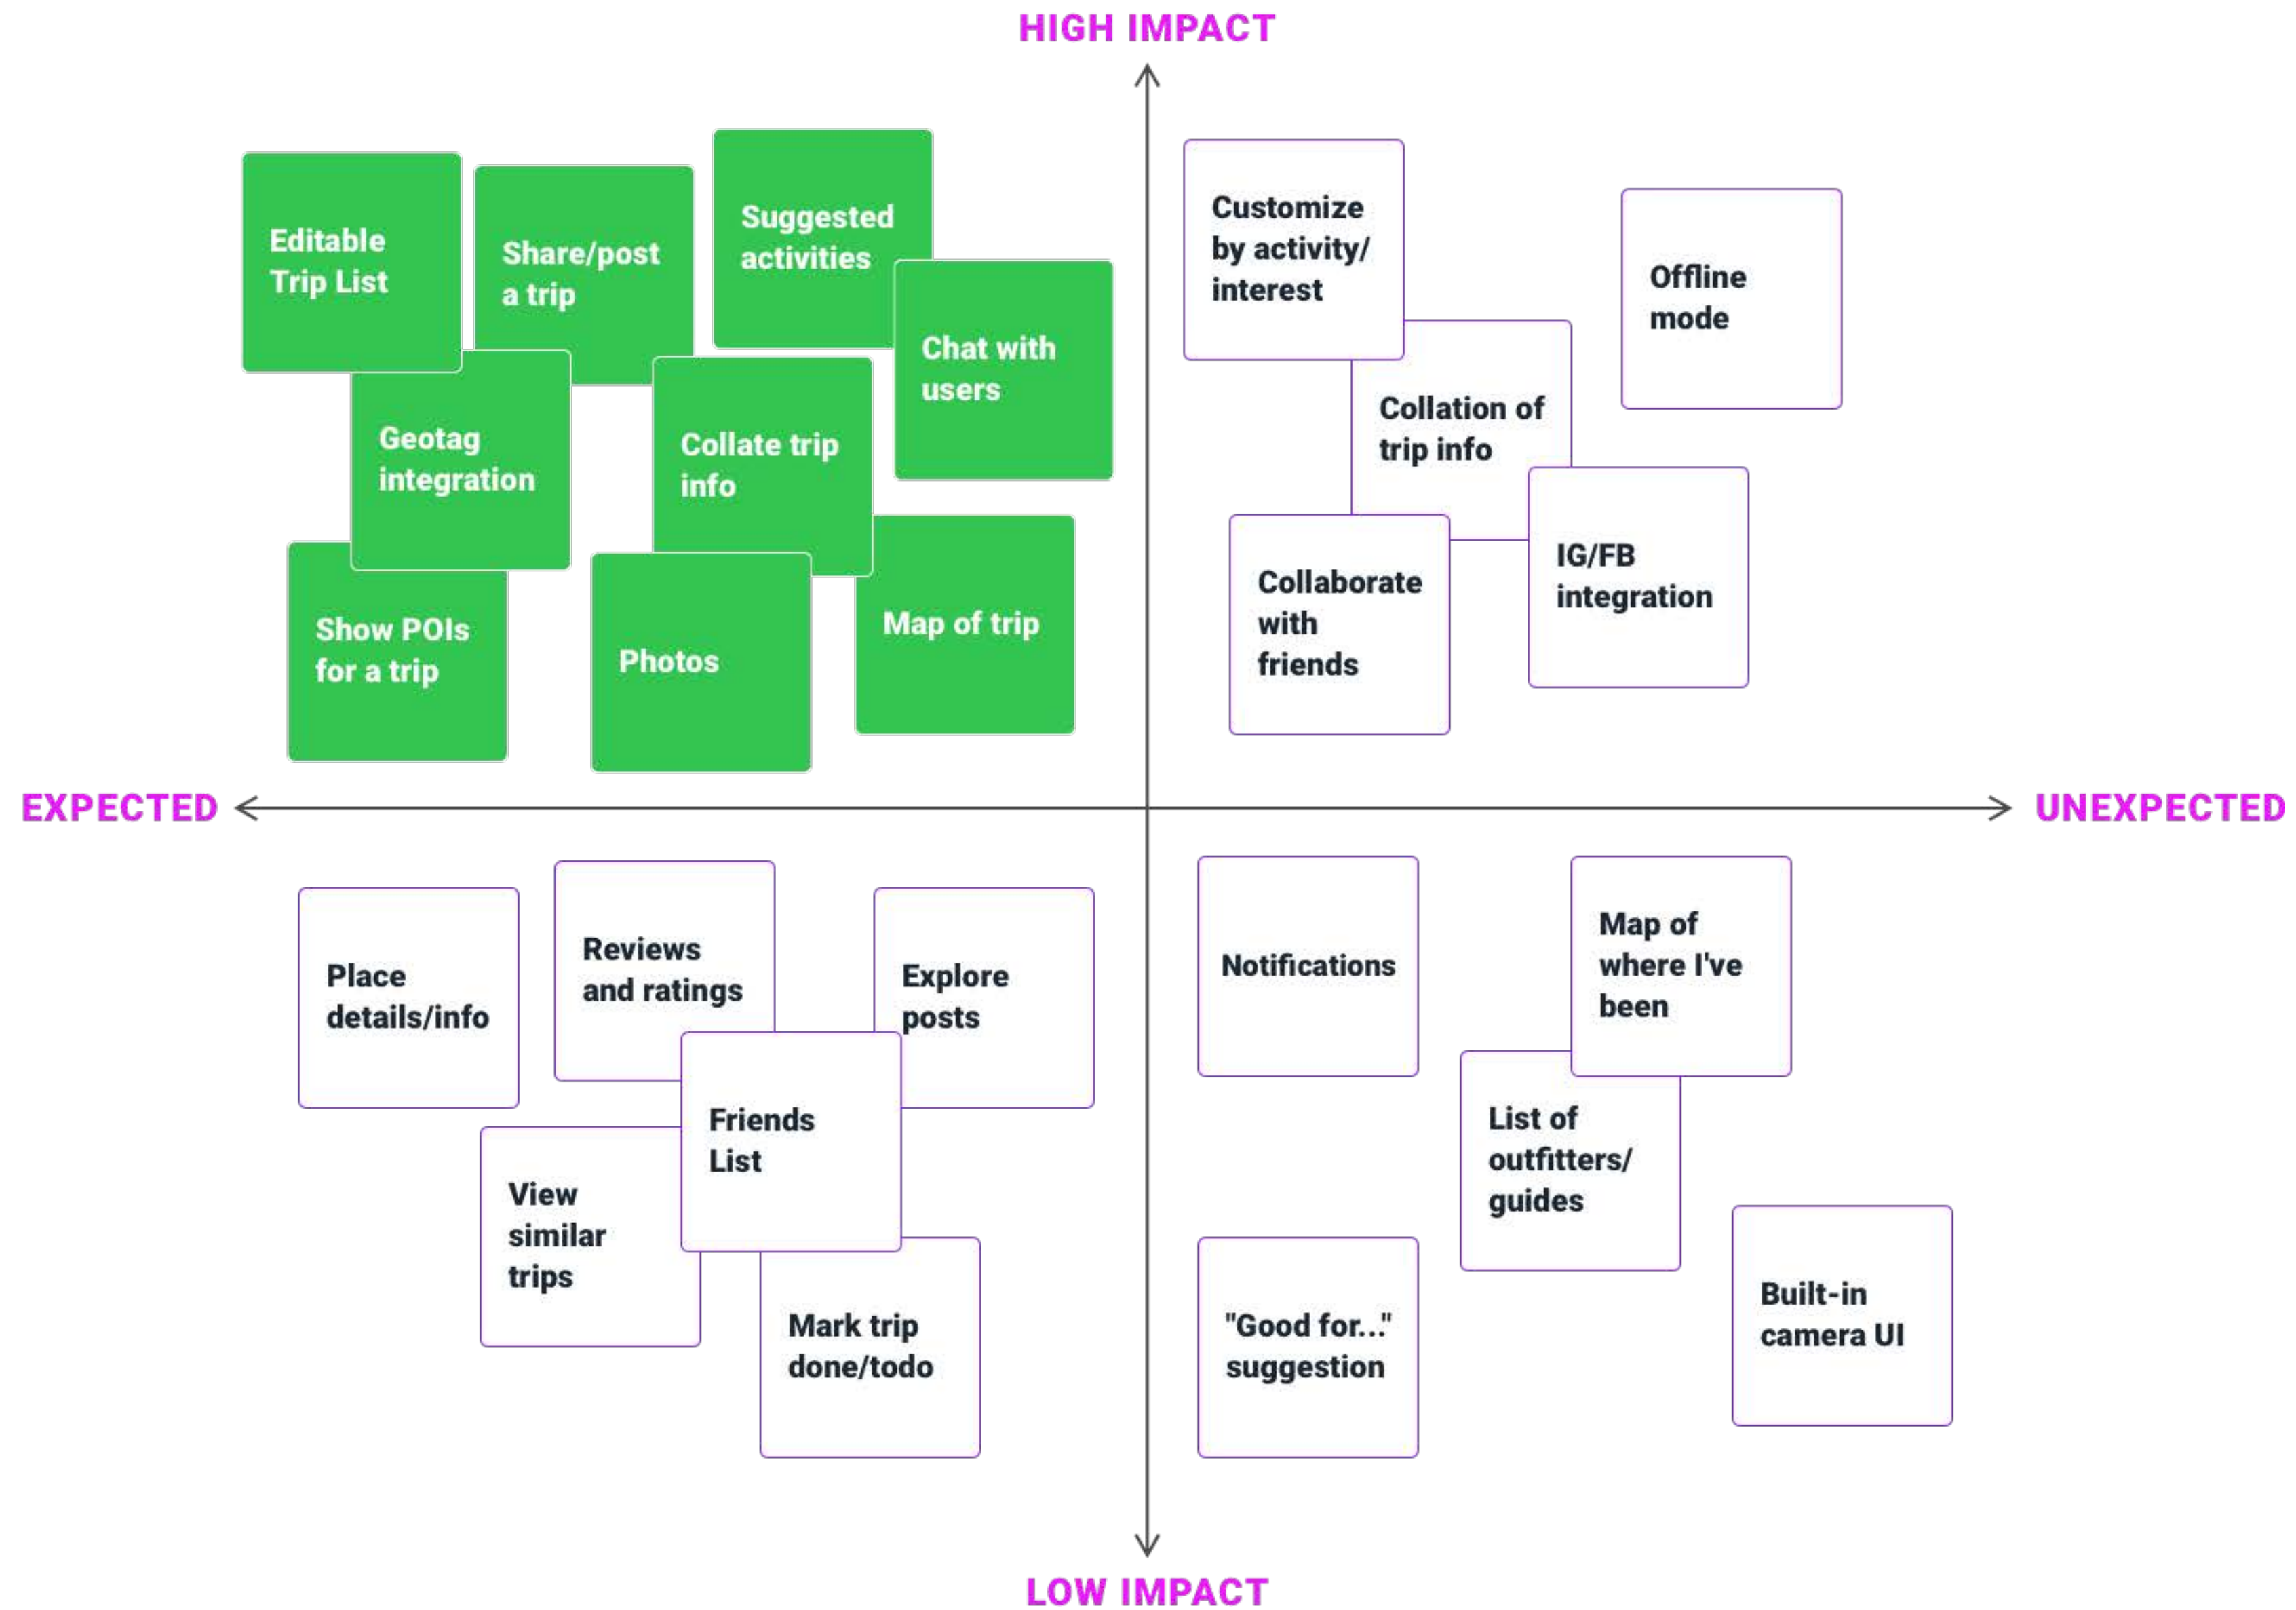 HIGH IMPACT
Editable
Trip List
Share/post
a trip
Suggested
activities
Chat with
users
Geotag
integration
Collate trip
info
Show POIs
for a trip
Photos
Map of trip
Customize
by activity/
interest
Offline
mode
Collation of
trip info
Collaborate
with
friends
IG/FB
integration
EXPECTED
UNEXPECTED
Place
details/info
Reviews
and ratings
Explore
posts
Friends
List
View
similar
trips
Mark trip
done/todo
Notifications
Map of
where I've
been
List of
outfitters/
guides
"Good for..."
suggestion
Built-in
camera UI
LOW IMPACT